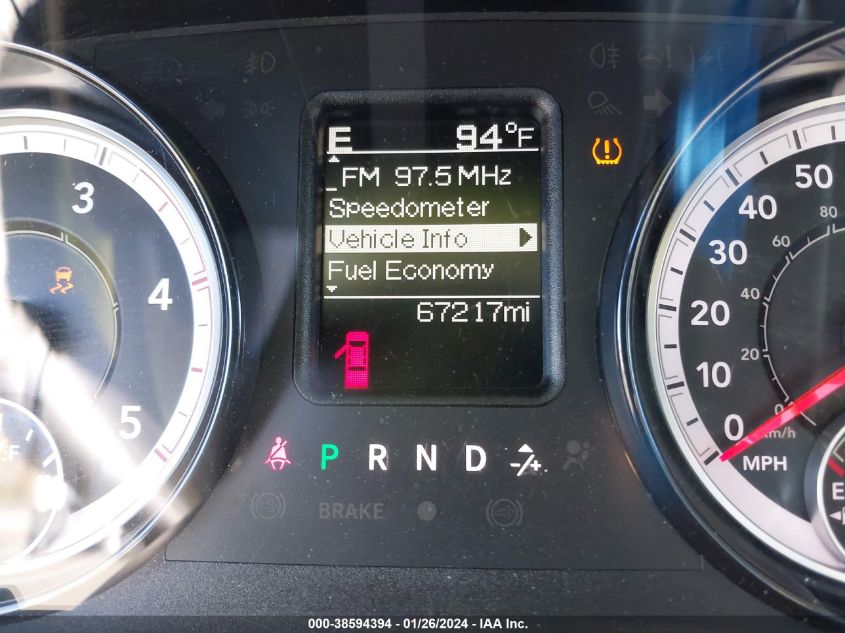 E 94°F
FM 97.5 MHz
Speedometer
Vehicle Info
Fuel Economy
67217mi
3
4
5
F
P R N D -/+
BRAKE
50
40
30
20
10
0
MPH
80
60
40
20
0
km/h
E
000-38594394 — 01/26/2024 - IAA Inc.